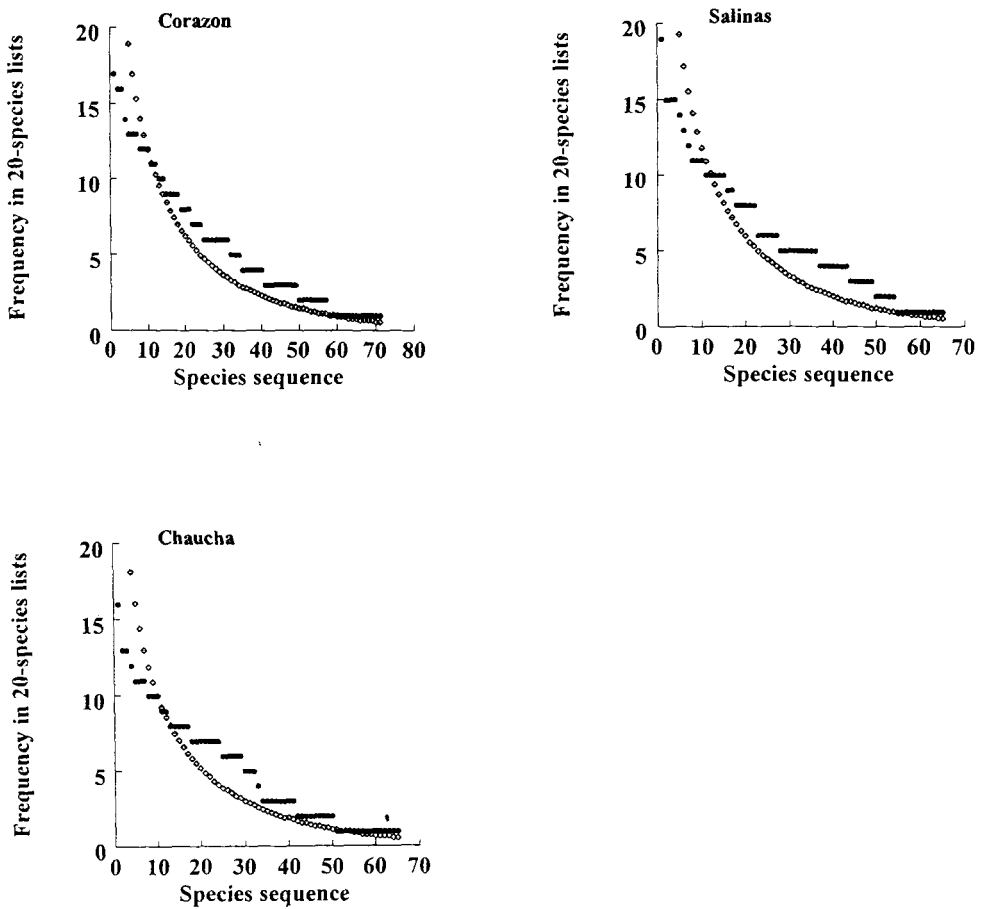 Corazon
Frequency in 20-species lists
20
15
10
5
0
0 10 20 30 40 50 60 70 80
Species sequence
Salinas
Frequency in 20-species lists
20
15
10
5
0
0 10 20 30 40 50 60 70
Species sequence
Chaucha
Frequency in 20-species lists
20
15
10
5
0
0 10 20 30 40 50 60 70
Species sequence